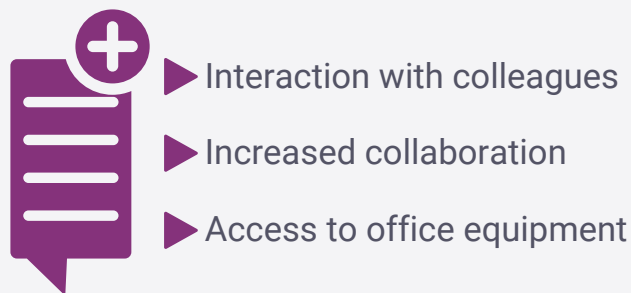 Interaction with colleagues
Increased collaboration
Access to office equipment